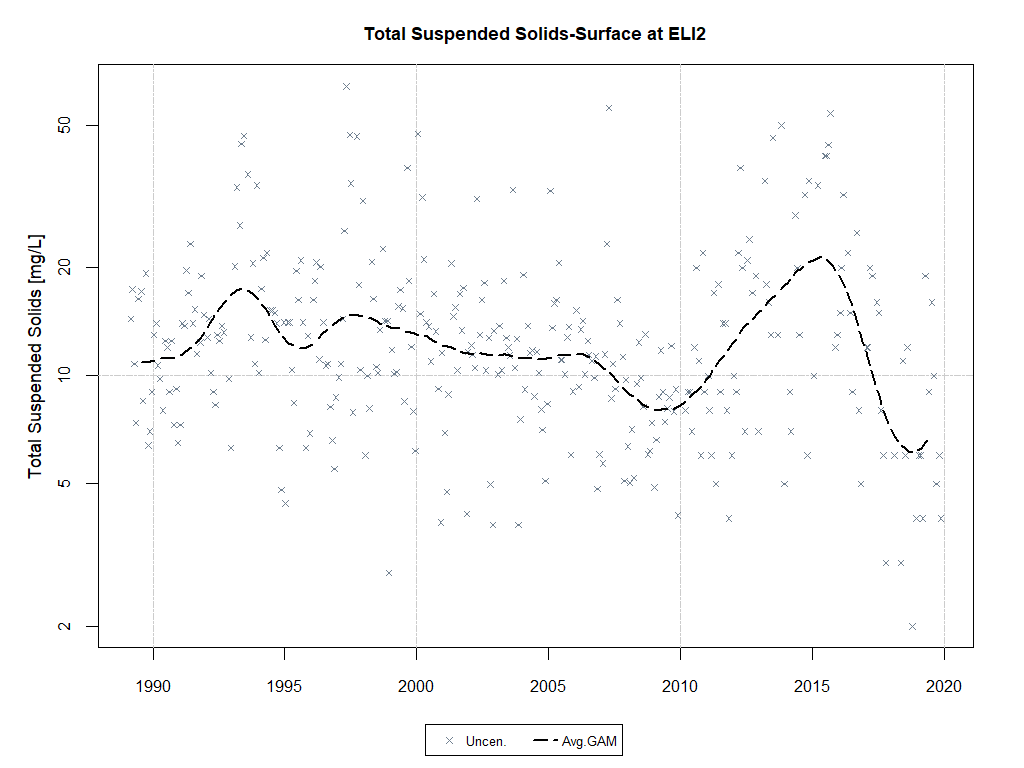 Total Suspended Solids-Surface at ELI2
Total Suspended Solids [mg/L]
50
20
10
5
2
1990 1995 2000 2005 2010 2015 2020
Uncen. Avg.GAM